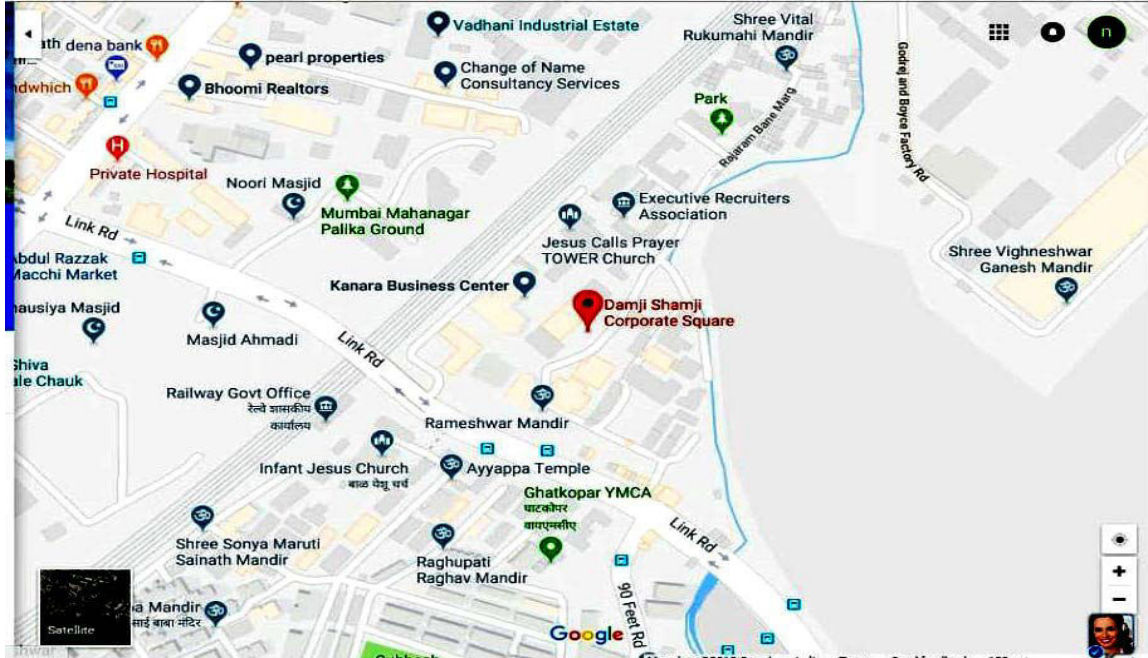 dena bank
ndwhich
pearl properties
Bhoomi Realtors
Vadhani Industrial Estate
Change of Name
Consultancy Services
Shree Vital
Rukumahi Mandir
Park
Rajaram Bane Marg
Godrej and Boyce Factory Rd
n
Private Hospital
Noori Masjid
Mumbai Mahanagar
Palika Ground
Executive Recruiters
Association
Jesus Calls Prayer
TOWER Church
Link Rd
Abdul Razzak
Macchi Market
Kanara Business Center
Damji Shamji
Corporate Square
Shree Vighneshwar
Ganesh Mandir
hausiya Masjid
Masjid Ahmadi
Link Rd
Shiva
ale Chauk
Railway Govt Office
रेल्वे शासकीय
कार्यालय
Rameshwar Mandir
Infant Jesus Church
बाळ येशू चर्च
Ayyappa Temple
Ghatkopar YMCA
घाटकोपर
वायएमसीए
Link Rd
Shree Sonya Maruti
Sainath Mandir
Raghupati
Raghav Mandir
90 Feet Rd
ba Mandir
साई बाबा मंदिर
Satellite
Google